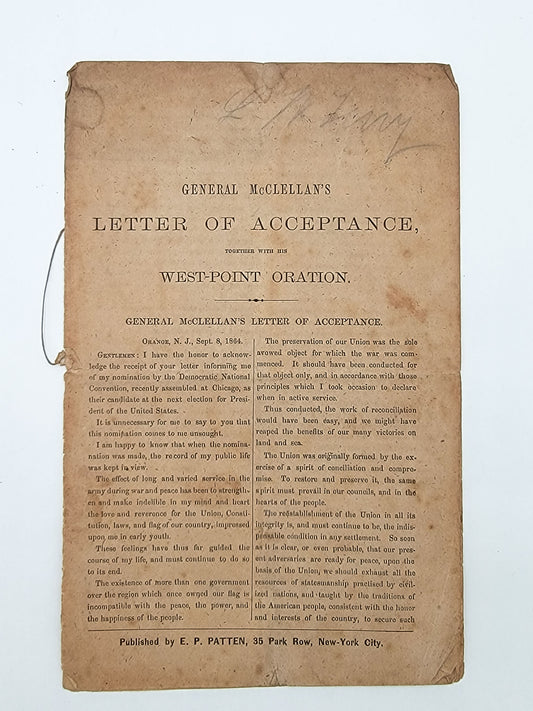 GENERAL McCLELLAN'S
LETTER OF ACCEPTANCE,
TOGETHER WITH HIS
WEST-POINT ORATION.
GENERAL McCLELLAN'S LETTER OF ACCEPTANCE.
ORANGE, N. J., Sept. 8, 1864.
GENTLEMEN: I have the honor to acknow-
ledge the receipt of your letter informing me
of my nomination by the Democratic National
Convention, recently assembled at Chicago, as
their candidate at the next election for Presi-
dent of the United States.
It is unnecessary for me to say to you that
this nomination comes to me unsought.
I am happy to know that when the nomina-
tion was made, the record of my public life
was kept in view.
The effect of long and varied service in the
army during war and peace has been to strength-
en and make indelible in my mind and heart
the love and reverence for the Union, Consti-
tution, laws, and flag of our country, impressed
upon me in early youth.
These feelings have thus far guided the
course of my life, and must continue to do so
to its end.
The existence of more than one government
over the region which once owned our flag is
incompatible with the peace, the power, and
the happiness of the people.
The preservation of our Union was the sole
avowed object for which the war was com-
menced. It should have been conducted for
that object only, and in accordance with those
principles which I took occasion to declare
when in active service.
Thus conducted, the work of reconciliation
would have been easy, and we might have
reaped the benefits of our many victories on
land and sea.
The Union was originally formed by the ex-
ercise of a spirit of conciliation and compro-
mise. To restore and preserve it, the same
spirit must prevail in our councils, and in the
hearts of the people.
The reëstablishment of the Union in all its
integrity is, and must continue to be, the indis-
pensable condition in any settlement. So soon
as it is clear, or even probable, that our pres-
ent adversaries are ready for peace, upon the
basis of the Union, we should exhaust all the
resources of statesmanship practised by civil-
ized nations, and taught by the traditions of
the American people, consistent with the honor
and interests of the country, to secure such
Published by E. P. PATTEN, 35 Park Row, New-York City.